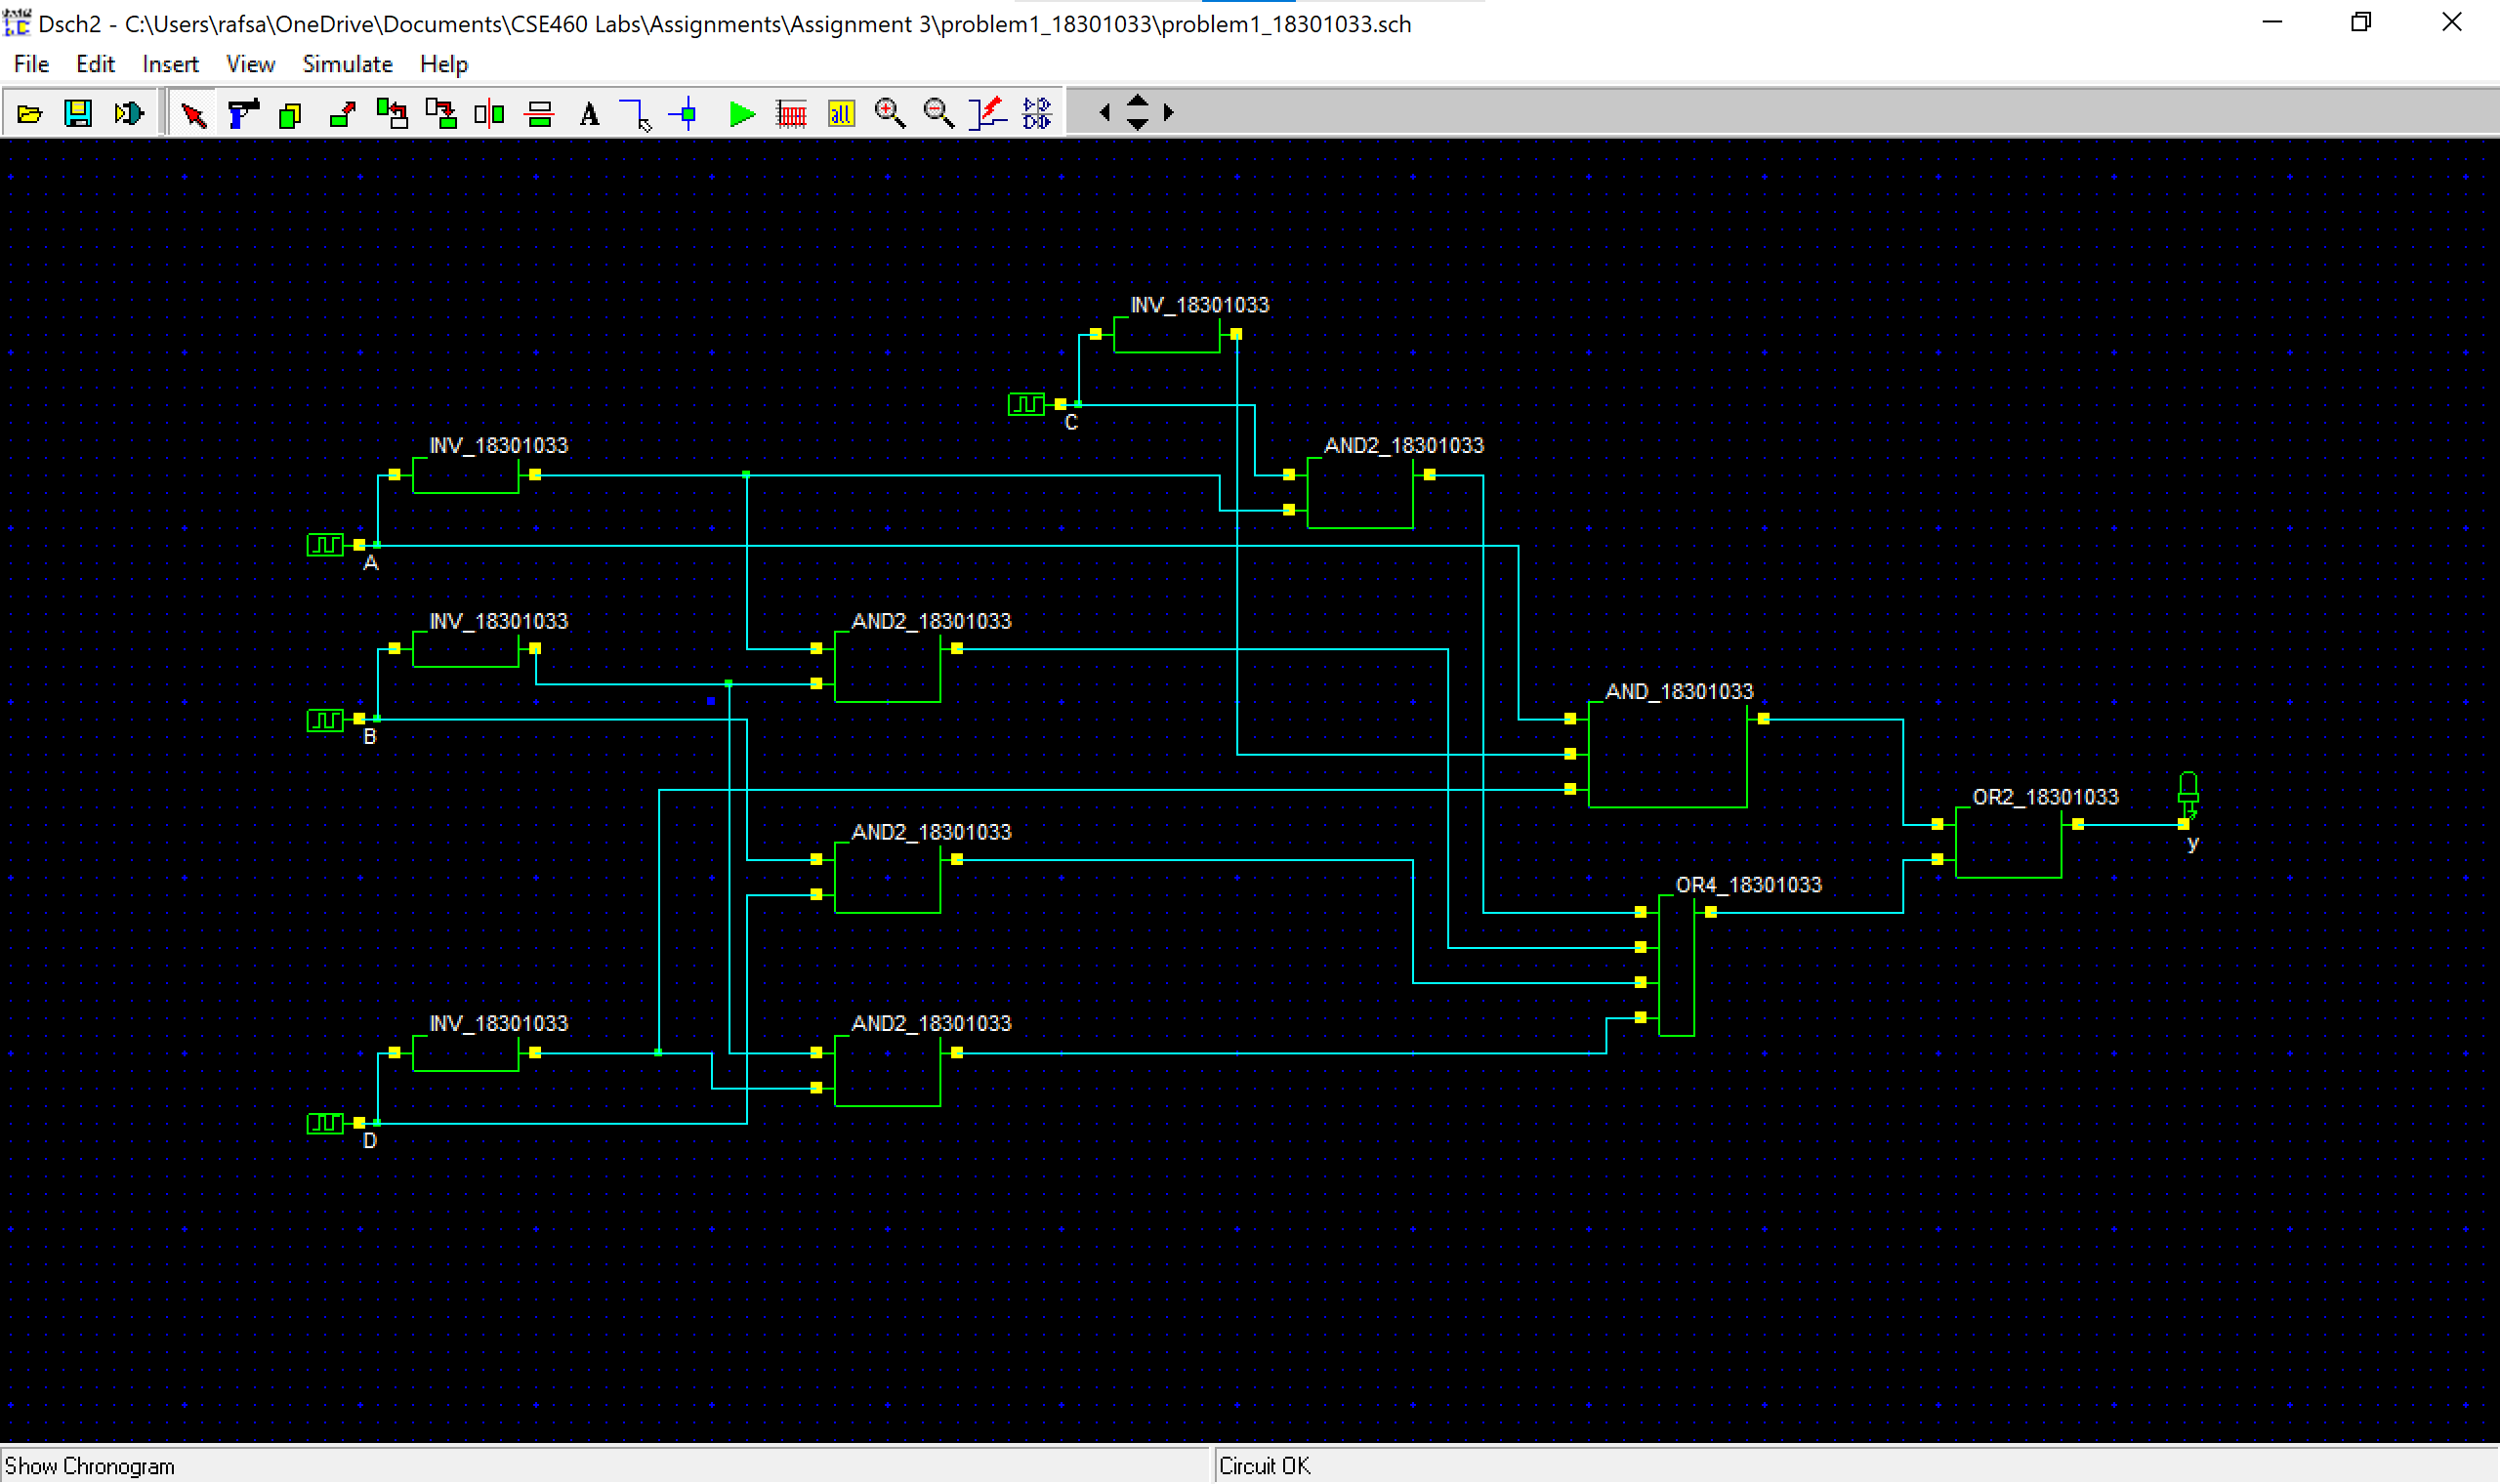 Dsch2 - C:\Users\rafsa\OneDrive\Documents\CSE460 Labs\Assignments\Assignment 3\problem1_18301033\problem1_18301033.sch
File Edit Insert View Simulate Help
A
all
INV_18301033
C
INV_18301033
AND2_18301033
A
INV_18301033
AND2_18301033
B
AND_18301033
AND2_18301033
OR2_18301033
y
OR4_18301033
INV_18301033
AND2_18301033
D
Show Chronogram
Circuit OK